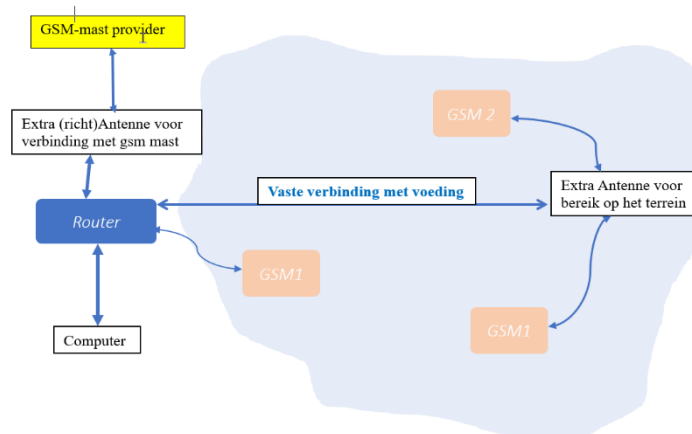 GSM-mast provider
Extra (richt)Antenne voor
verbinding met gsm mast
GSM 2
Vaste verbinding met voeding
Extra Antenne voor
bereik op het terrein
Router
GSM1
GSM1
Computer